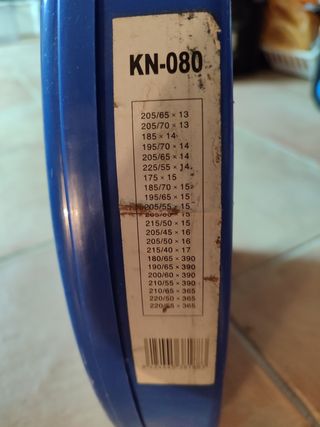 KN-080
205/65 × 13
205/70 × 13
185 × 14
195/70 × 14
205/65 × 14
225/55 × 14
175 × 15
185/70 × 15
195/65 × 15
205/55 × 15
205/60 × 15
215/50 × 15
205/45 × 16
205/50 × 16
215/40 × 17
180/65 × 390
190/65 × 390
200/60 × 390
210/55 × 390
210/65 × 365
220/50 × 365
220/55 × 365